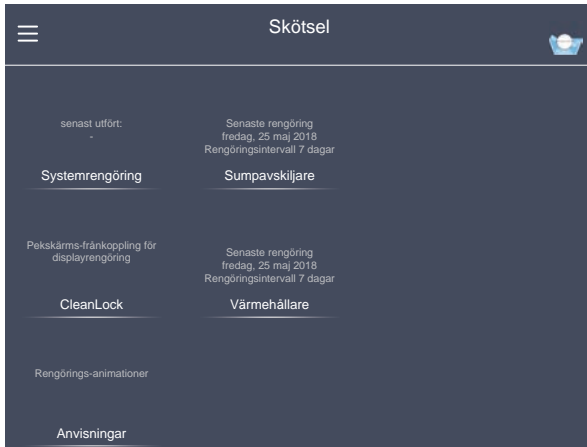 Skötsel
senast utfört:
-
Systemrengöring
Senaste rengöring
fredag, 25 maj 2018
Rengöringsintervall 7 dagar
Sumpavskiljare
Pekskärms-frånkoppling för
displayrengöring
CleanLock
Senaste rengöring
fredag, 25 maj 2018
Rengöringsintervall 7 dagar
Värmehållare
Rengörings-animationer
Anvisningar